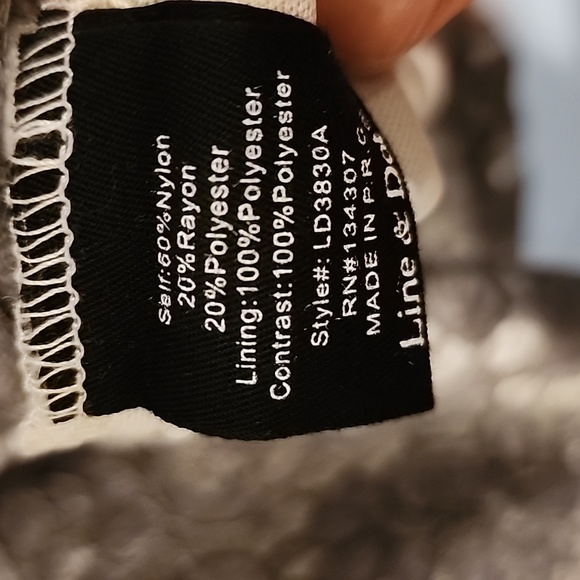 Self:60%Nylon
20%Rayon
20%Polyester
Lining:100%Polyester
Contrast:100%Polyester
Style#: LD3830A
RN#134307
MADE IN P.R.
Line &